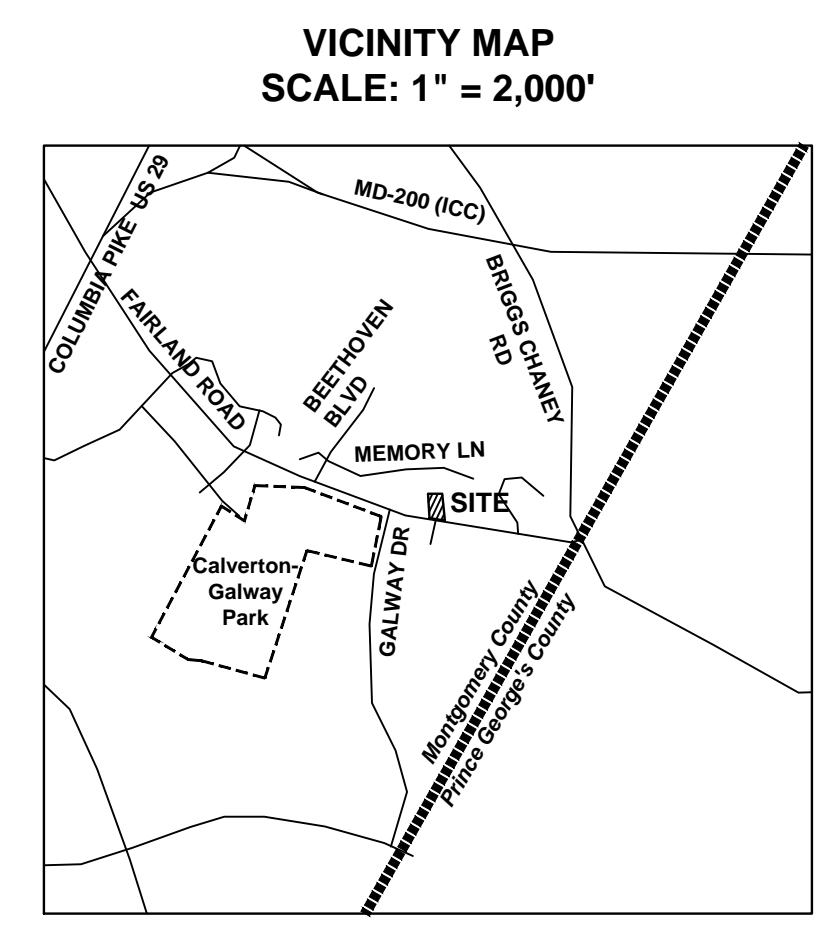 VICINITY MAP
SCALE: 1" = 2,000'
COLUMBIA PIKE US 29
MD-200 (ICC)
BRIGGS CHANEY
RD
FAIRLAND ROAD
BEETHOVEN
BLVD
MEMORY LN
SITE
GALWAY DR
Calverton-
Galway
Park
Montgomery County
Prince George's County